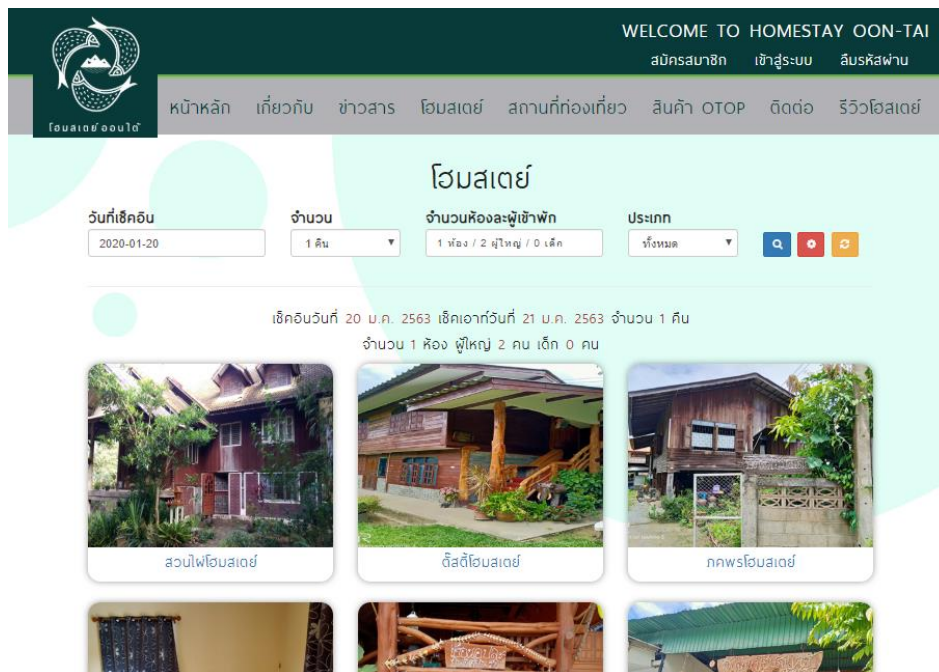 WELCOME TO HOMESTAY OON-TAI
สมัครสมาชิก เข้าสู่ระบบ ลืมรหัสผ่าน
โฮมสเตย์ออนใต้
หน้าหลัก เกี่ยวกับ ข่าวสาร โฮมสเตย์ สถานที่ท่องเที่ยว สินค้า OTOP ติดต่อ รีวิวโฮสเตย์
โฮมสเตย์
วันที่เช็คอิน จำนวน จำนวนห้องละผู้เข้าพัก ประเภท
2020-01-20 1 คืน 1 ห้อง / 2 ผู้ใหญ่ / 0 เด็ก ทั้งหมด
เช็คอินวันที่ 20 ม.ค. 2563 เช็คเอาท์วันที่ 21 ม.ค. 2563 จำนวน 1 คืน
จำนวน 1 ห้อง ผู้ใหญ่ 2 คน เด็ก 0 คน
สวนไผ่โฮมสเตย์ ติ๊สตี้โฮมสเตย์ ภคพรโฮมสเตย์